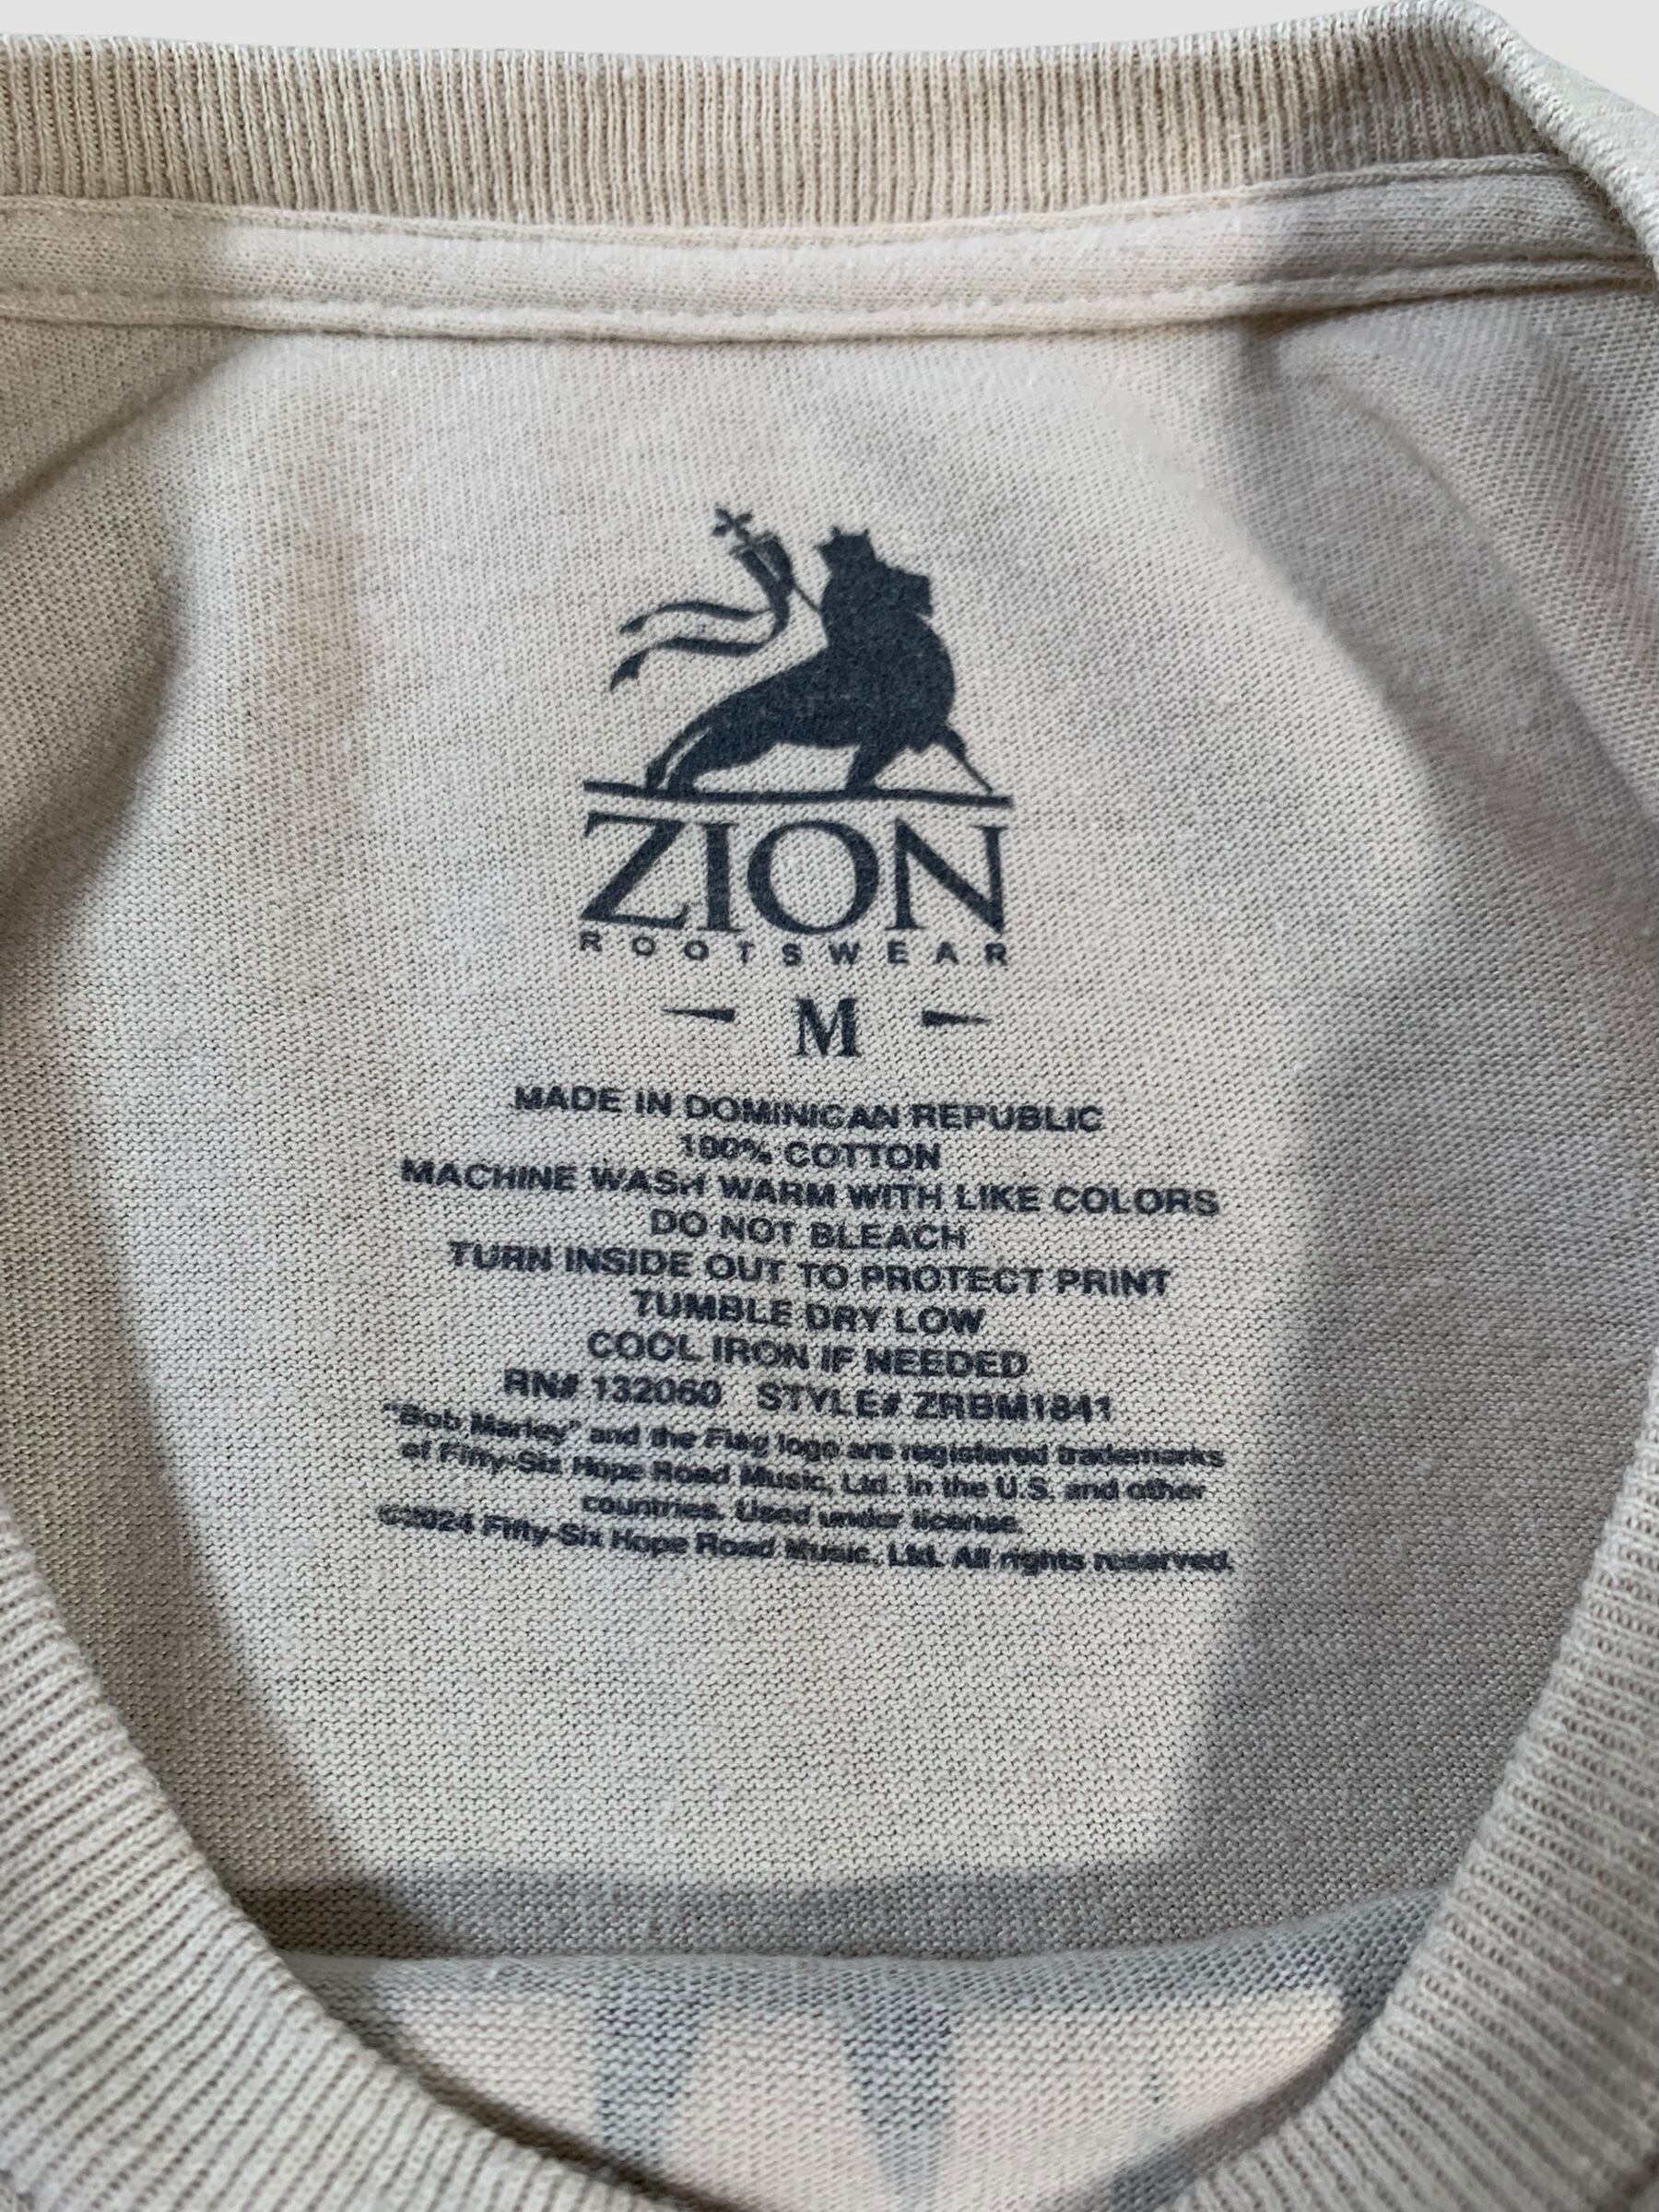 ZION
ROOTSWEAR
M
MADE IN DOMINICAN REPUBLIC
100% COTTON
MACHINE WASH WARM WITH LIKE COLORS
DO NOT BLEACH
TURN INSIDE OUT TO PROTECT PRINT
TUMBLE DRY LOW
COOL IRON IF NEEDED
RN# 132060 STYLE# ZRBM1841
"Bob Marley" and the Flag logo are registered trademarks
of Fifty-Six Hope Road Music, Ltd. in the U.S. and other
countries. Used under license.
©2024 Fifty-Six Hope Road Music, Ltd. All rights reserved.